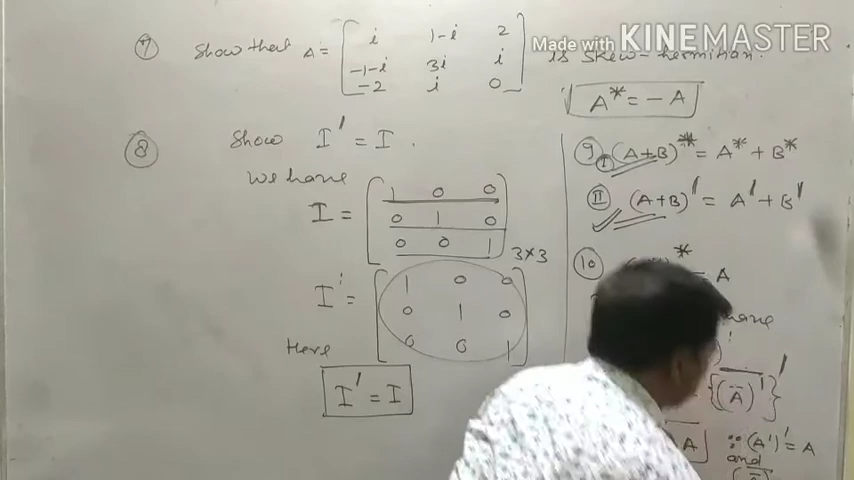 ⑦ Show that A = [ i 1-i 2
-1-i 3i i
-2 i 0 ] is skew-hermitian.
Made with KINEMASTER
A* = -A
⑧ Show I' = I .
We have
I = [ 1 0 0
0 1 0
0 0 1 ] 3×3
I' = [ 1 0 0
0 1 0
0 0 1 ]
Here
I' = I
⑨ Ⓘ (A+B)* = A* + B*
Ⓘⓘ (A+B)' = A' + B'
⑩ * = A
{(Ā)'}'
A ∵ (A')' = A
and